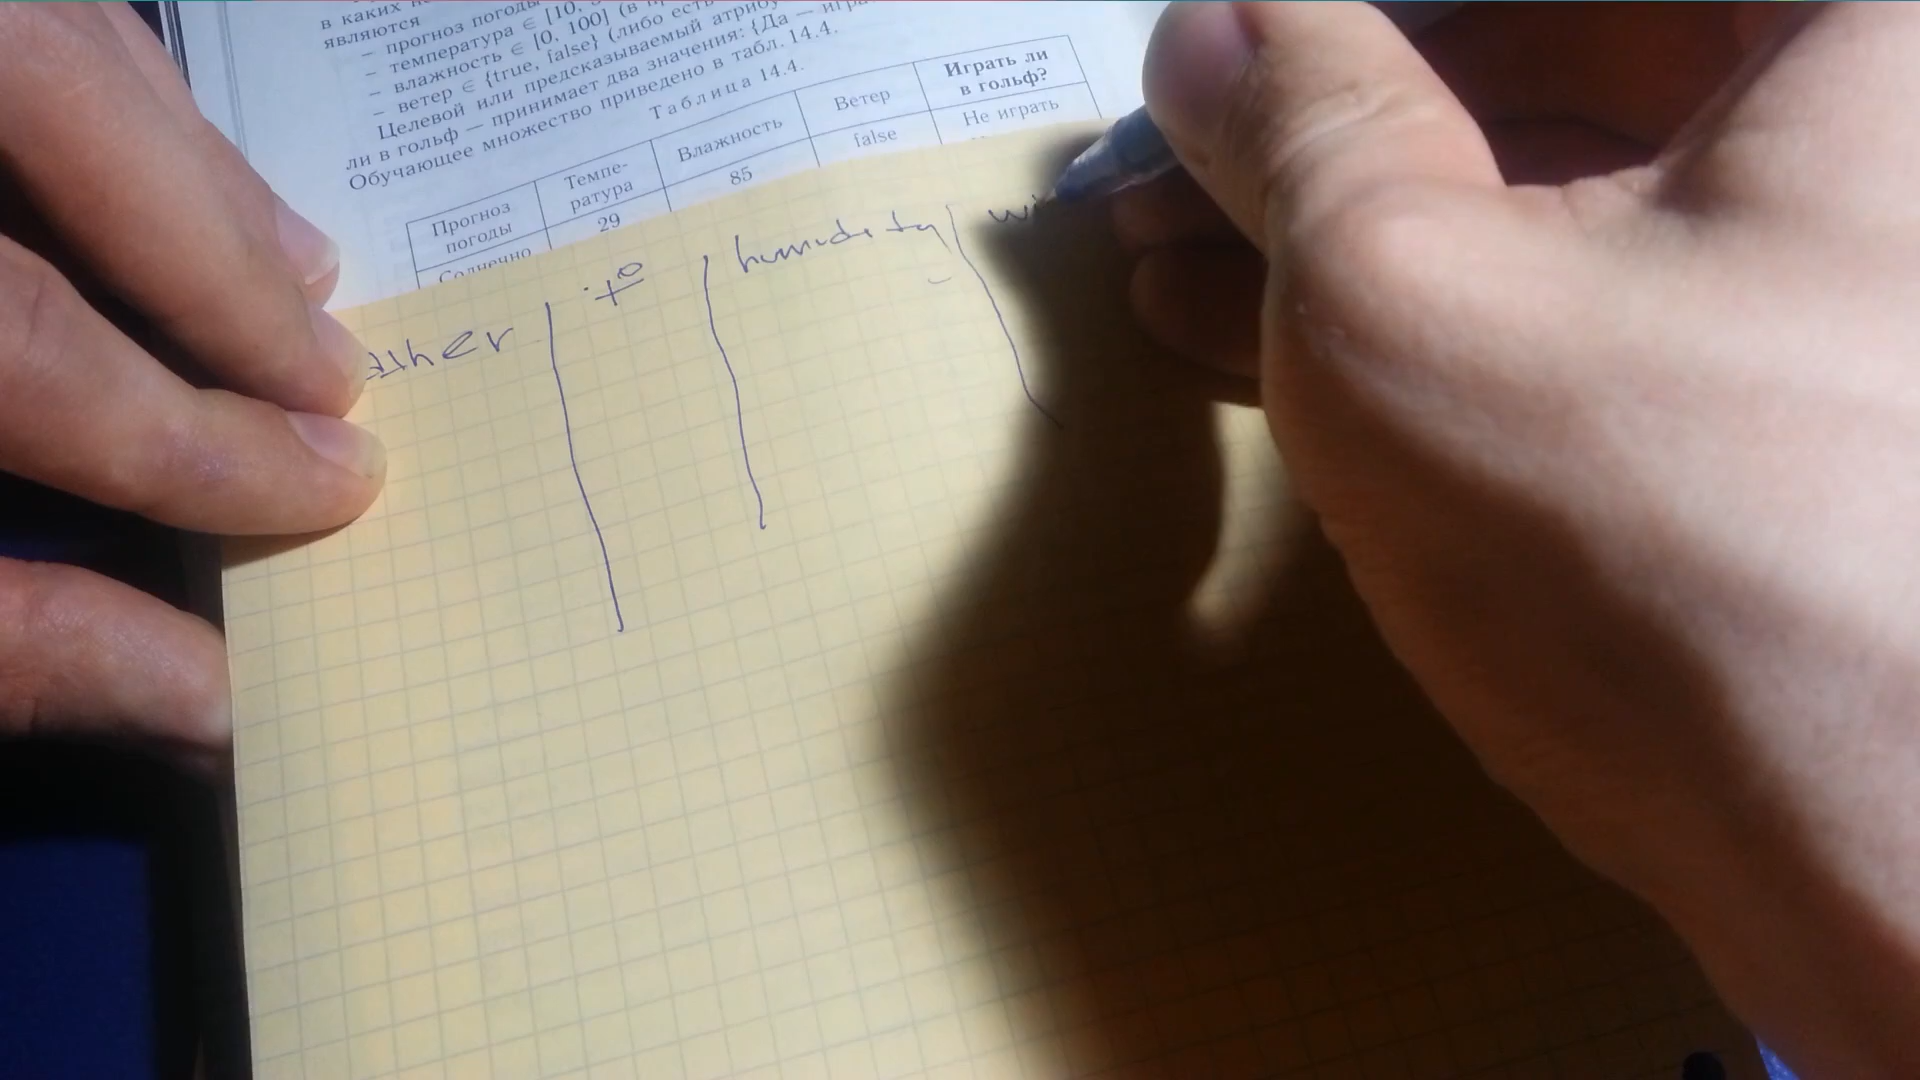 в каких
являются
– прогноз погоды
– температура ∈ [10,
– влажность ∈ [0, 100] (в
– ветер ∈ {true, false} (либо есть
Целевой или предсказываемый атрибу
ли в гольф — принимает два значения: {Да — игра
Обучающее множество приведено в табл. 14.4.
Таблица 14.4.
Прогноз погоды Темпе-ратура Влажность Ветер Играть ли в гольф?
Солнечно 29 85 false Не играть
ather t° humidity wi